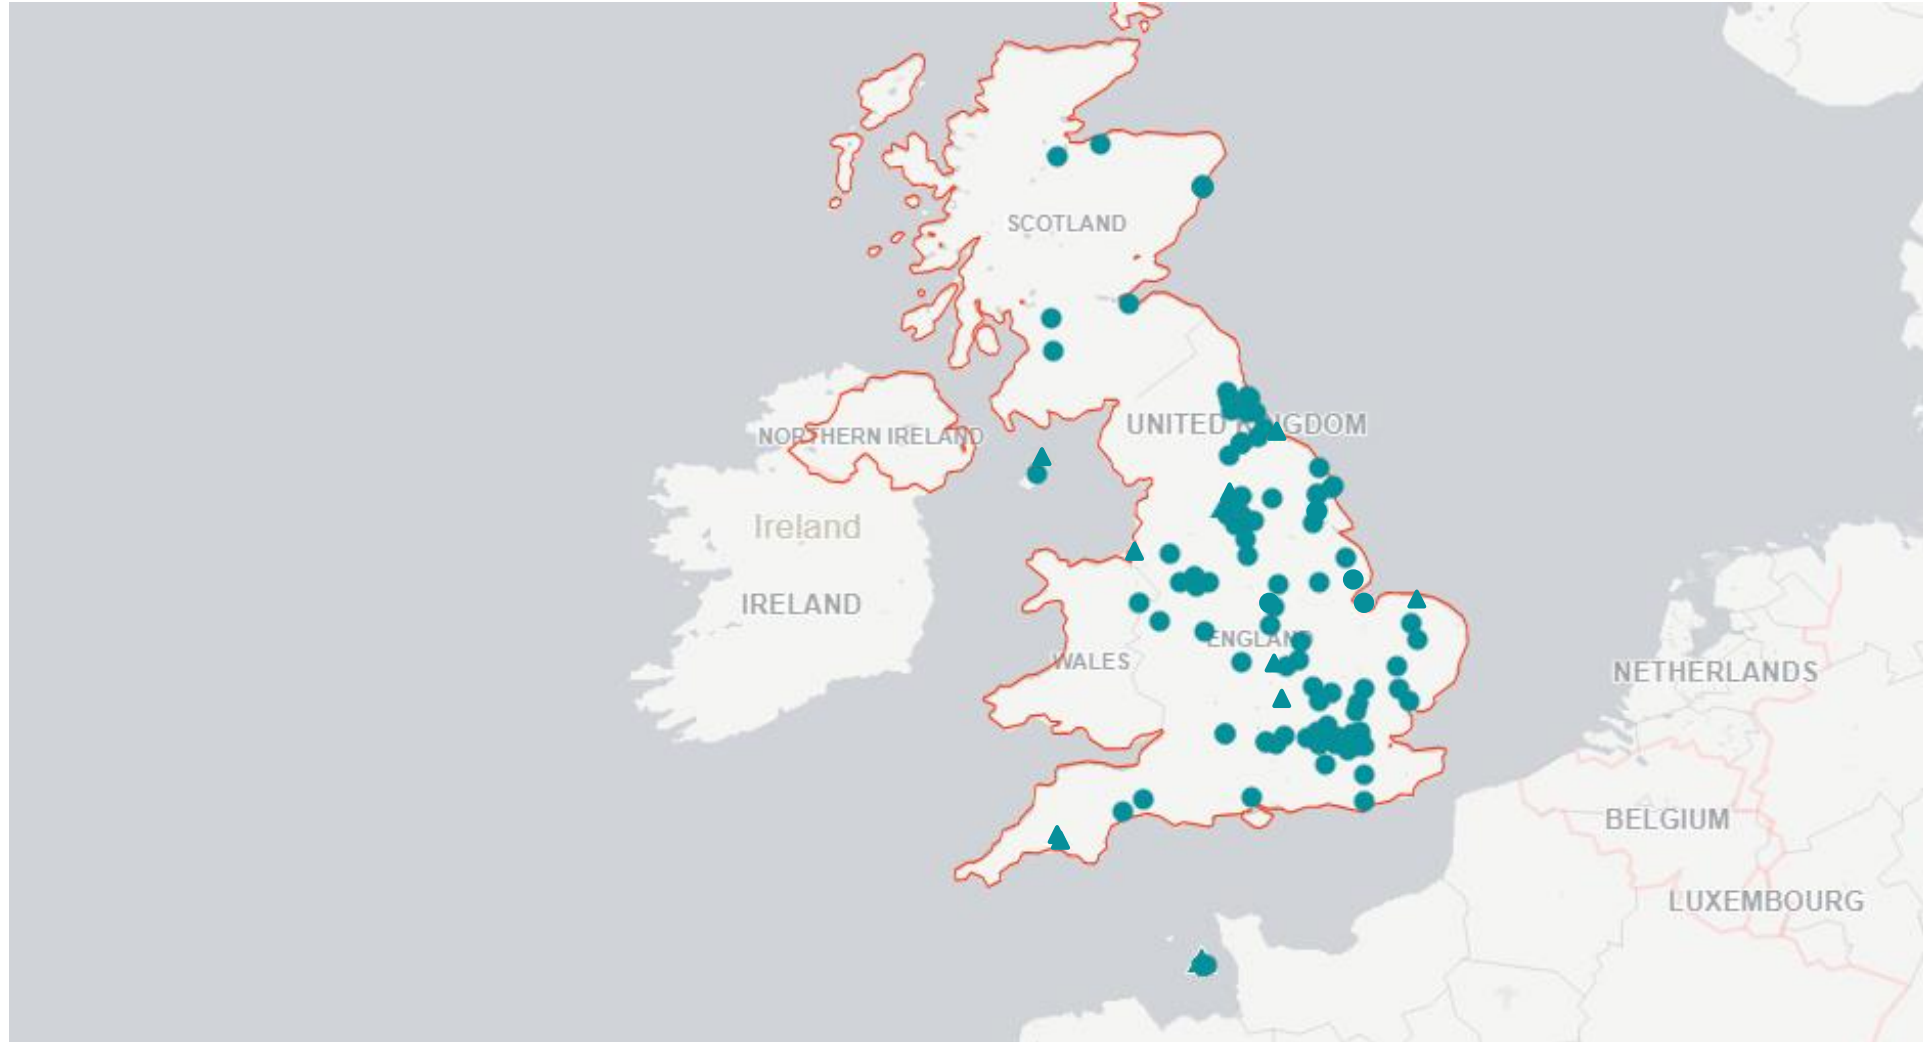 SCOTLAND
UNITED KINGDOM
NORTHERN IRELAND
Ireland
IRELAND
ENGLAND
WALES
NETHERLANDS
BELGIUM
LUXEMBOURG